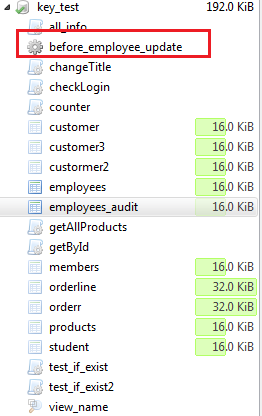 key_test 192.0 KiB
all_info
before_employee_update
changeTitle
checkLogin
counter
customer 16.0 KiB
customer3 16.0 KiB
custormer2 16.0 KiB
employees 16.0 KiB
employees_audit 16.0 KiB
getAllProducts
getById
members 16.0 KiB
orderline 32.0 KiB
orderr 32.0 KiB
products 16.0 KiB
student 16.0 KiB
test_if_exist
test_if_exist2
view_name